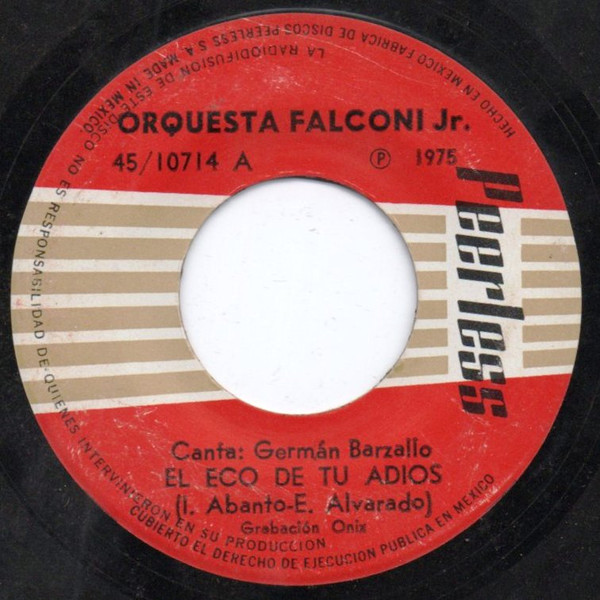 HECHO EN MEXICO FABRICA DE DISCOS PEERLESS S.A. MADE IN MEXICO
LA RADIODIFUSION DE ESTE DISCO NO ES RESPONSABILIDAD DE QUIENES INTERVINIERON EN SU PRODUCCION
ORQUESTA FALCONI Jr.
45/10714 A
Ⓟ 1975
Peerless
Canta: Germán Barzallo
EL ECO DE TU ADIOS
(I. Abanto-E. Alvarado)
Grabación Onix
CUBIERTO EL DERECHO DE EJECUCION PUBLICA EN MEXICO